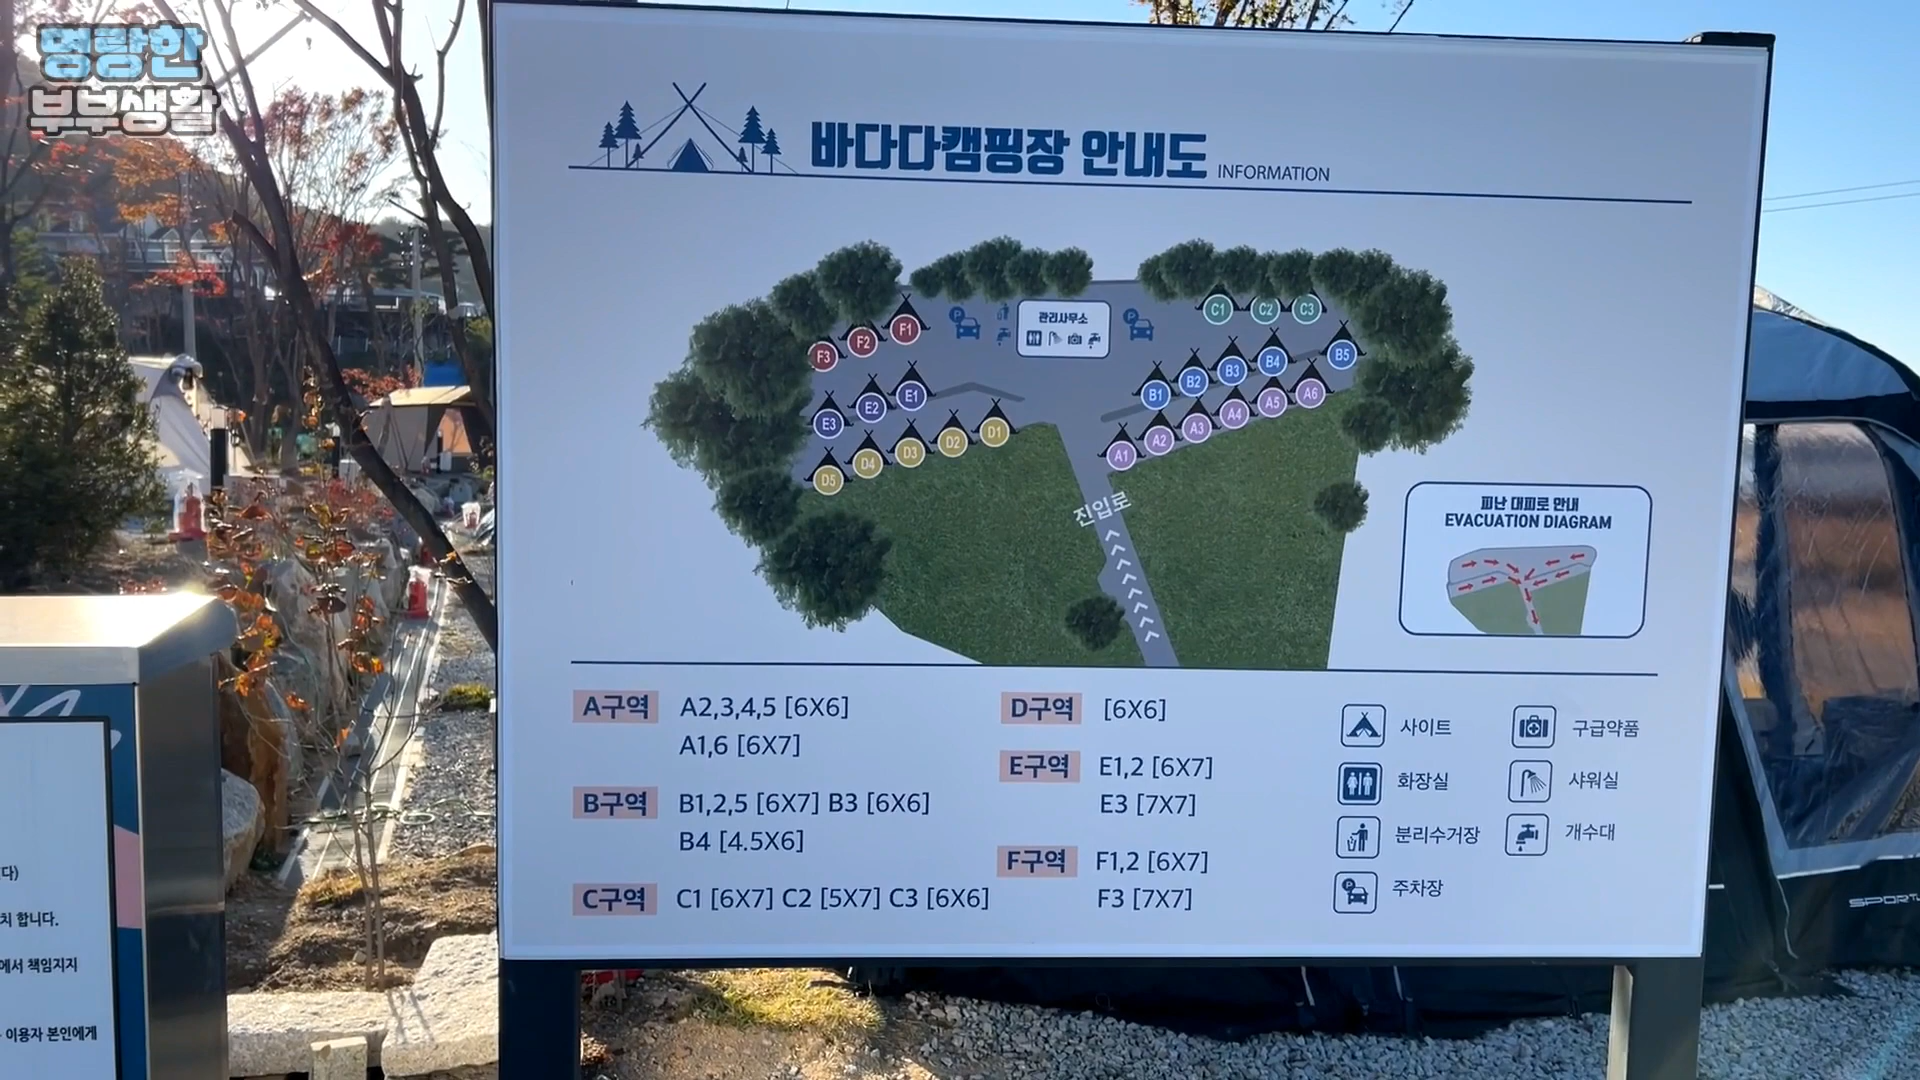 명랑한
부부생활
바다다캠핑장 안내도 INFORMATION
관리사무소
P
P
F1
F2
F3
E1
E2
E3
D1
D2
D3
D4
D5
C1
C2
C3
B1
B2
B3
B4
B5
A1
A2
A3
A4
A5
A6
진입로
피난 대피로 안내
EVACUATION DIAGRAM
A구역 A2,3,4,5 [6X6]
A1,6 [6X7]
B구역 B1,2,5 [6X7] B3 [6X6]
B4 [4.5X6]
C구역 C1 [6X7] C2 [5X7] C3 [6X6]
D구역 [6X6]
E구역 E1,2 [6X7]
E3 [7X7]
F구역 F1,2 [6X7]
F3 [7X7]
사이트
화장실
분리수거장
P 주차장
구급약품
샤워실
개수대
다)
치 합니다.
에서 책임지지
이용자 본인에게